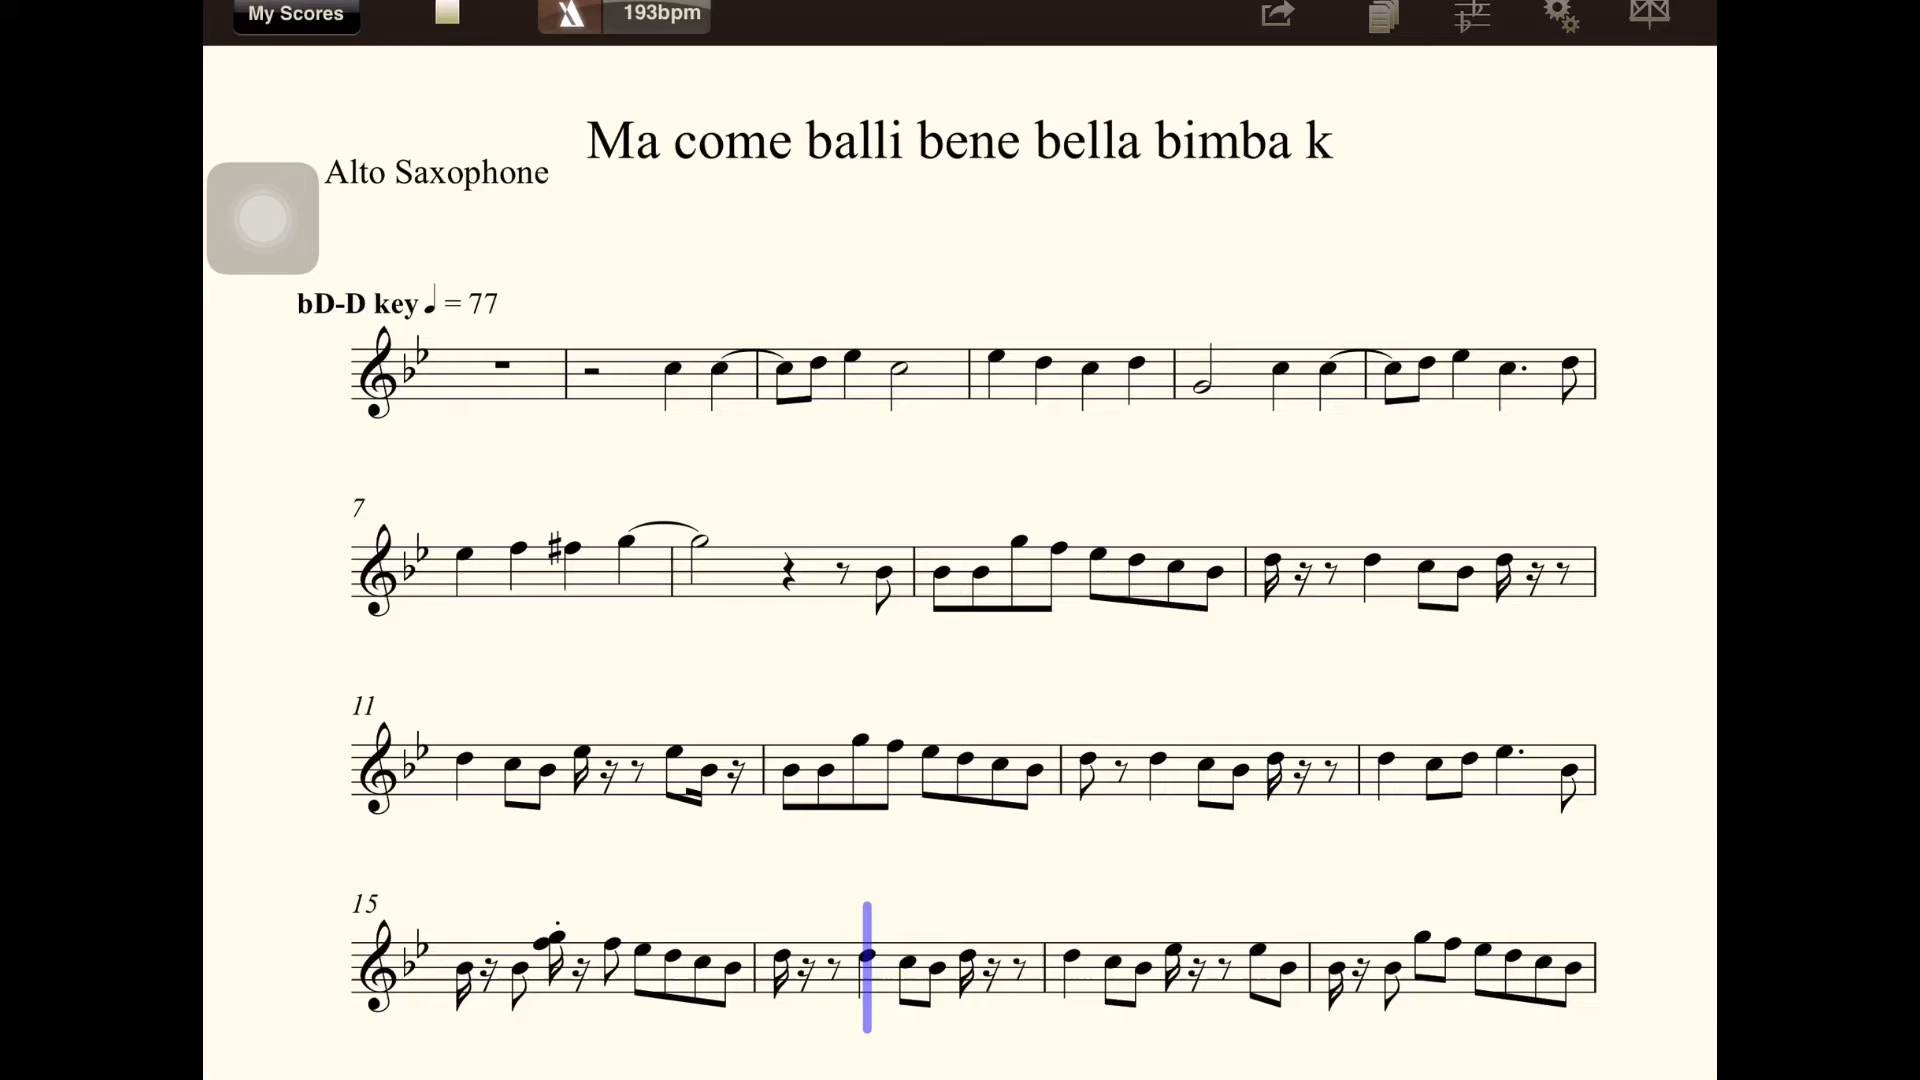 My Scores
193bpm
Ma come balli bene bella bimba k
Alto Saxophone
bD-D key ♩ = 77
7
11
15